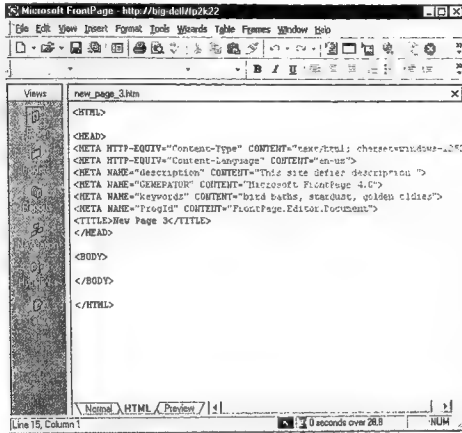 Microsoft FrontPage - http://big-dell/fp2k22
File Edit View Insert Format Tools Wizards Table Frames Window Help
B I U
Views
new_page_3.htm
<HTML>
<HEAD>
<META HTTP-EQUIV="Content-Type" CONTENT="text/html; charset=windows-1252
<META HTTP-EQUIV="Content-Language" CONTENT="en-us">
<META NAME="description" CONTENT="This site defies description ">
<META NAME="GENERATOR" CONTENT="Microsoft FrontPage 4.0">
<META NAME="keywords" CONTENT="bird baths, stardust, golden oldies">
<META NAME="ProgId" CONTENT="FrontPage.Editor.Document">
<TITLE>New Page 3</TITLE>
</HEAD>
<BODY>
</BODY>
</HTML>
Normal HTML Preview
Line 15, Column 1
0 seconds over 28.8
NUM